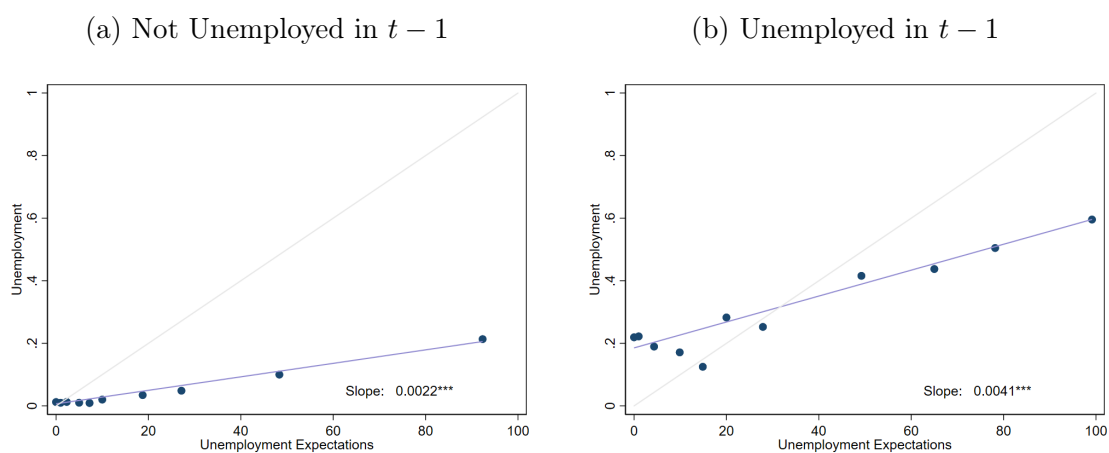 (a) Not Unemployed in t − 1
Unemployment
1
.8
.6
.4
.2
0
Slope: 0.0022***
0 20 40 60 80 100
Unemployment Expectations
(b) Unemployed in t − 1
Unemployment
1
.8
.6
.4
.2
0
Slope: 0.0041***
0 20 40 60 80 100
Unemployment Expectations